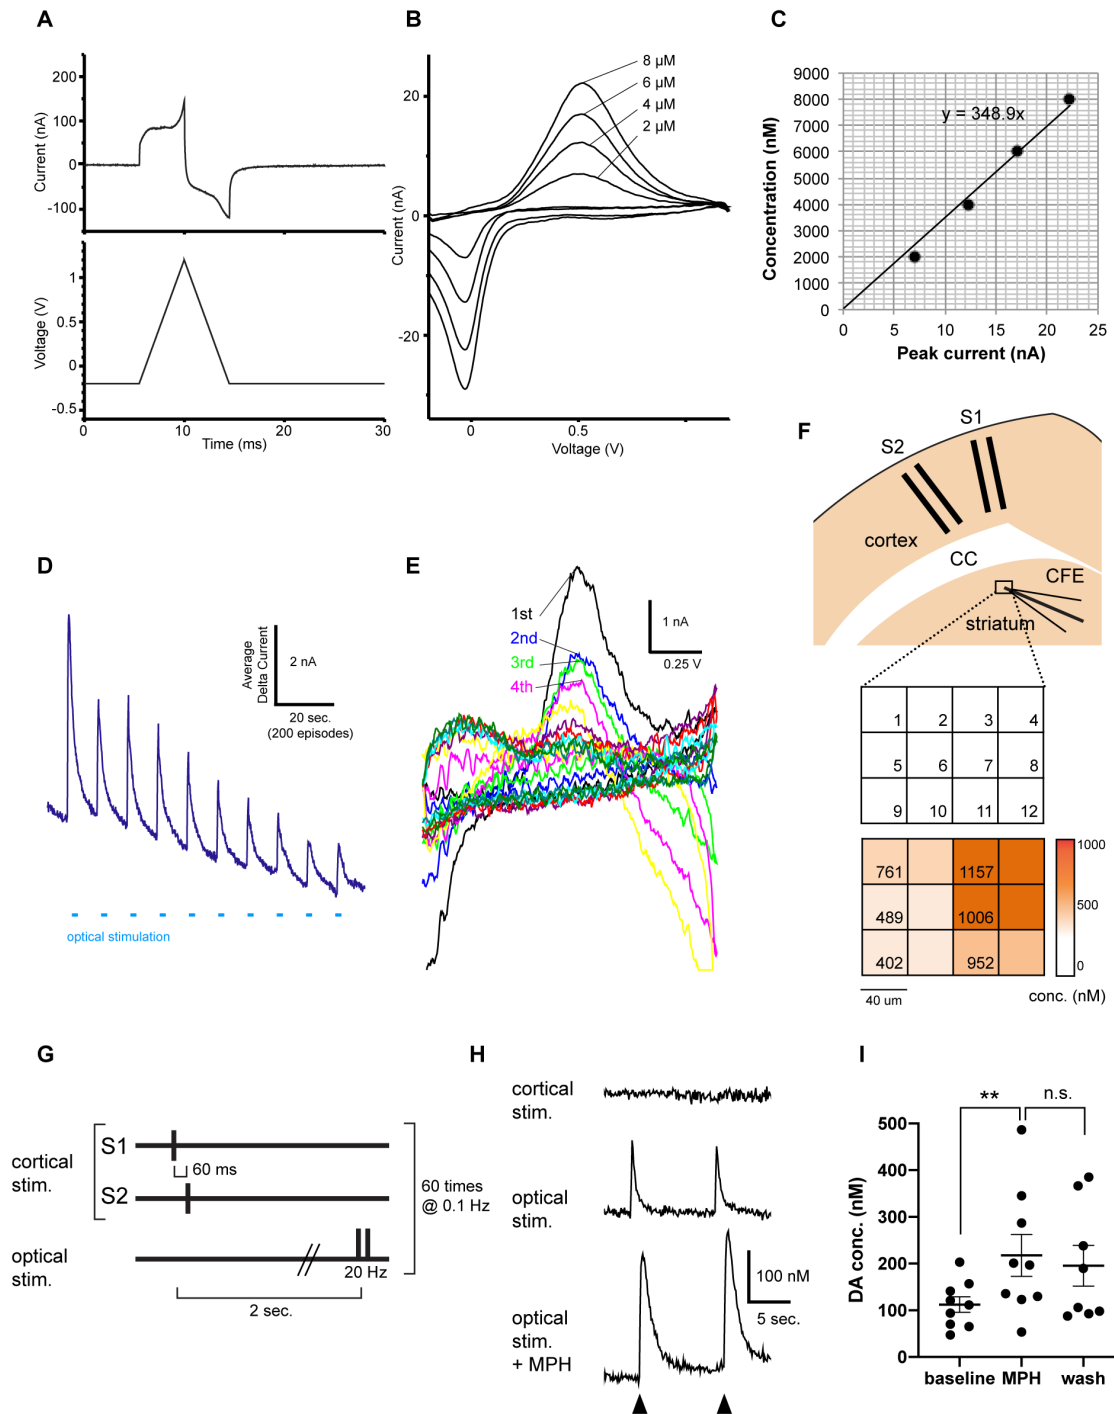 A
Current (nA)
200
100
0
-100
Voltage (V)
1
0.5
0
-0.5
0
10
20
30
Time (ms)
B
8 µM
6 µM
4 µM
2 µM
Current (nA)
20
0
-20
0
0.5
Voltage (V)
C
Concentration (nM)
9000
8000
7000
6000
5000
4000
3000
2000
1000
0
y = 348.9x
0
5
10
15
20
25
Peak current (nA)
D
Average
Delta Current
2 nA
20 sec.
(200 episodes)
optical stimulation
E
1st
2nd
3rd
4th
1 nA
0.25 V
F
S1
S2
cortex
CC
CFE
striatum
1 2 3 4
5 6 7 8
9 10 11 12
761 1157
489 1006
402 952
1000
500
0
40 um
conc. (nM)
G
cortical
stim.
S1
60 ms
S2
60 times
@ 0.1 Hz
optical
stim.
20 Hz
2 sec.
H
cortical
stim.
optical
stim.
optical
stim.
+ MPH
100 nM
5 sec.
I
**
n.s.
DA conc. (nM)
500
400
300
200
100
0
baseline MPH wash